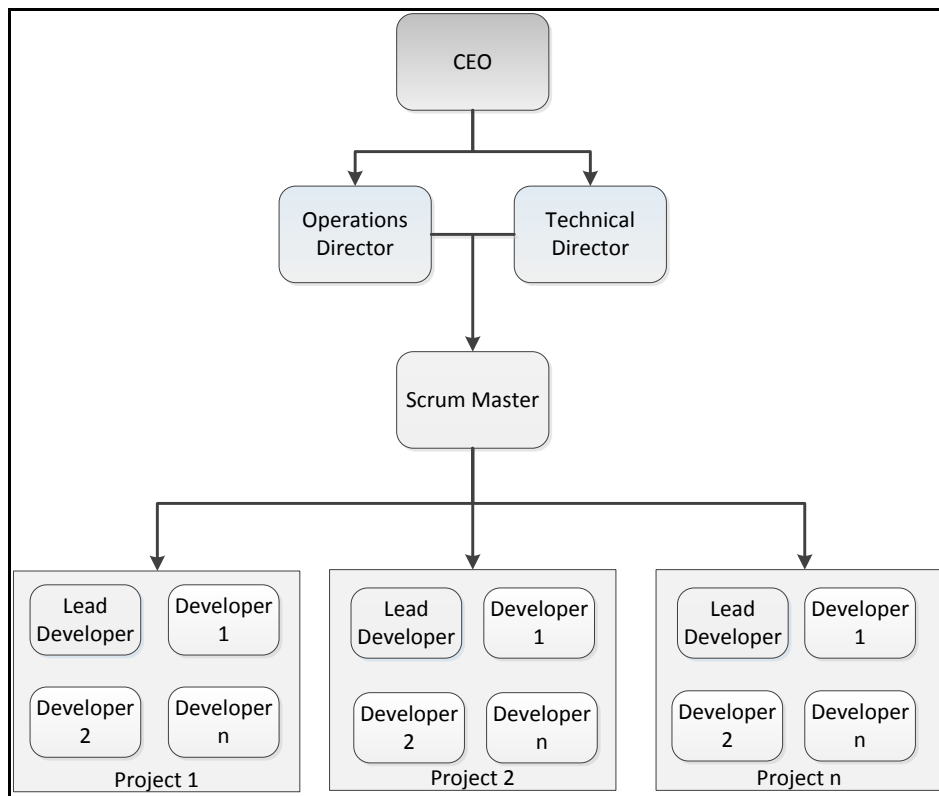 CEO
Operations
Director
Technical
Director
Scrum Master
Lead
Developer
Developer
1
Developer
2
Developer
n
Project 1
Lead
Developer
Developer
1
Developer
2
Developer
n
Project 2
Lead
Developer
Developer
1
Developer
2
Developer
n
Project n